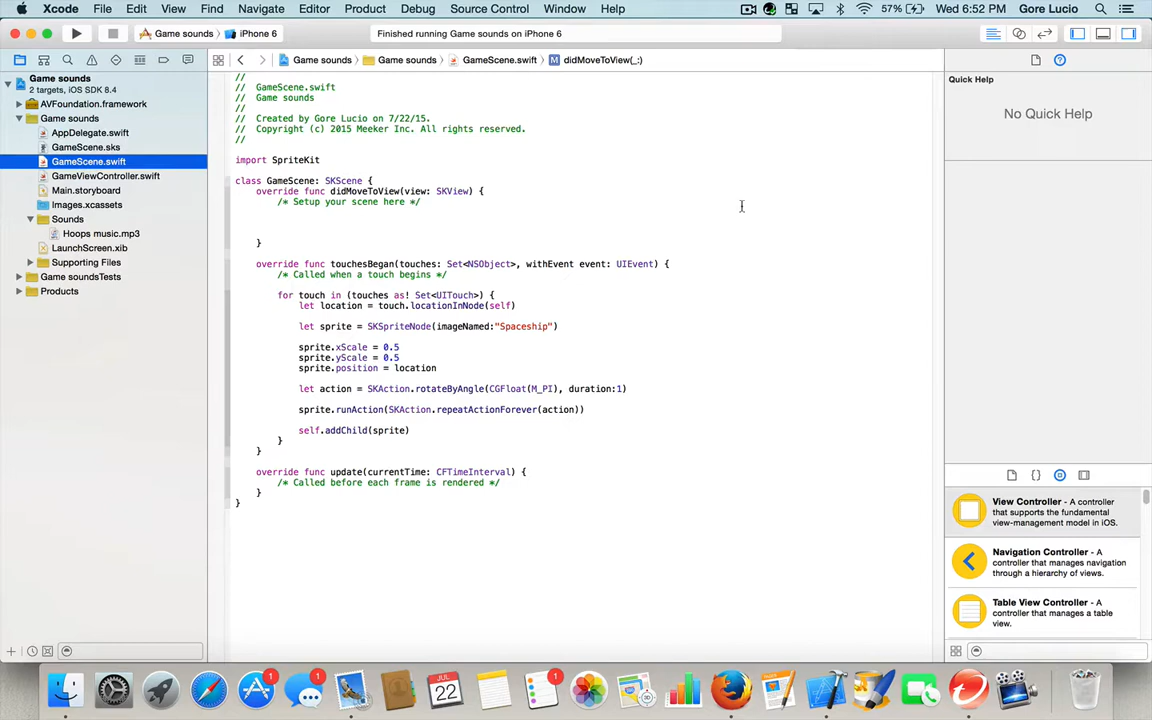 Xcode File Edit View Find Navigate Editor Product Debug Source Control Window Help 57% Wed 6:52 PM Gore Lucio
Game sounds iPhone 6 Finished running Game sounds on iPhone 6
Game sounds Game sounds GameScene.swift M didMoveToView(_:)
Game sounds
2 targets, iOS SDK 8.4
AVFoundation.framework
Game sounds
AppDelegate.swift
GameScene.sks
GameScene.swift
GameViewController.swift
Main.storyboard
Images.xcassets
Sounds
Hoops music.mp3
LaunchScreen.xib
Supporting Files
Game soundsTests
Products
//
// GameScene.swift
// Game sounds
//
// Created by Gore Lucio on 7/22/15.
// Copyright (c) 2015 Meeker Inc. All rights reserved.
//
import SpriteKit
class GameScene: SKScene {
override func didMoveToView(view: SKView) {
/* Setup your scene here */
}
override func touchesBegan(touches: Set<NSObject>, withEvent event: UIEvent) {
/* Called when a touch begins */
for touch in (touches as! Set<UITouch>) {
let location = touch.locationInNode(self)
let sprite = SKSpriteNode(imageNamed:"Spaceship")
sprite.xScale = 0.5
sprite.yScale = 0.5
sprite.position = location
let action = SKAction.rotateByAngle(CGFloat(M_PI), duration:1)
sprite.runAction(SKAction.repeatActionForever(action))
self.addChild(sprite)
}
}
override func update(currentTime: CFTimeInterval) {
/* Called before each frame is rendered */
}
}
Quick Help
No Quick Help
{}
View Controller - A controller
that supports the fundamental
view-management model in iOS.
Navigation Controller - A
controller that manages navigation
through a hierarchy of views.
Table View Controller - A
controller that manages a table
view.
1
1
JUL
22
1